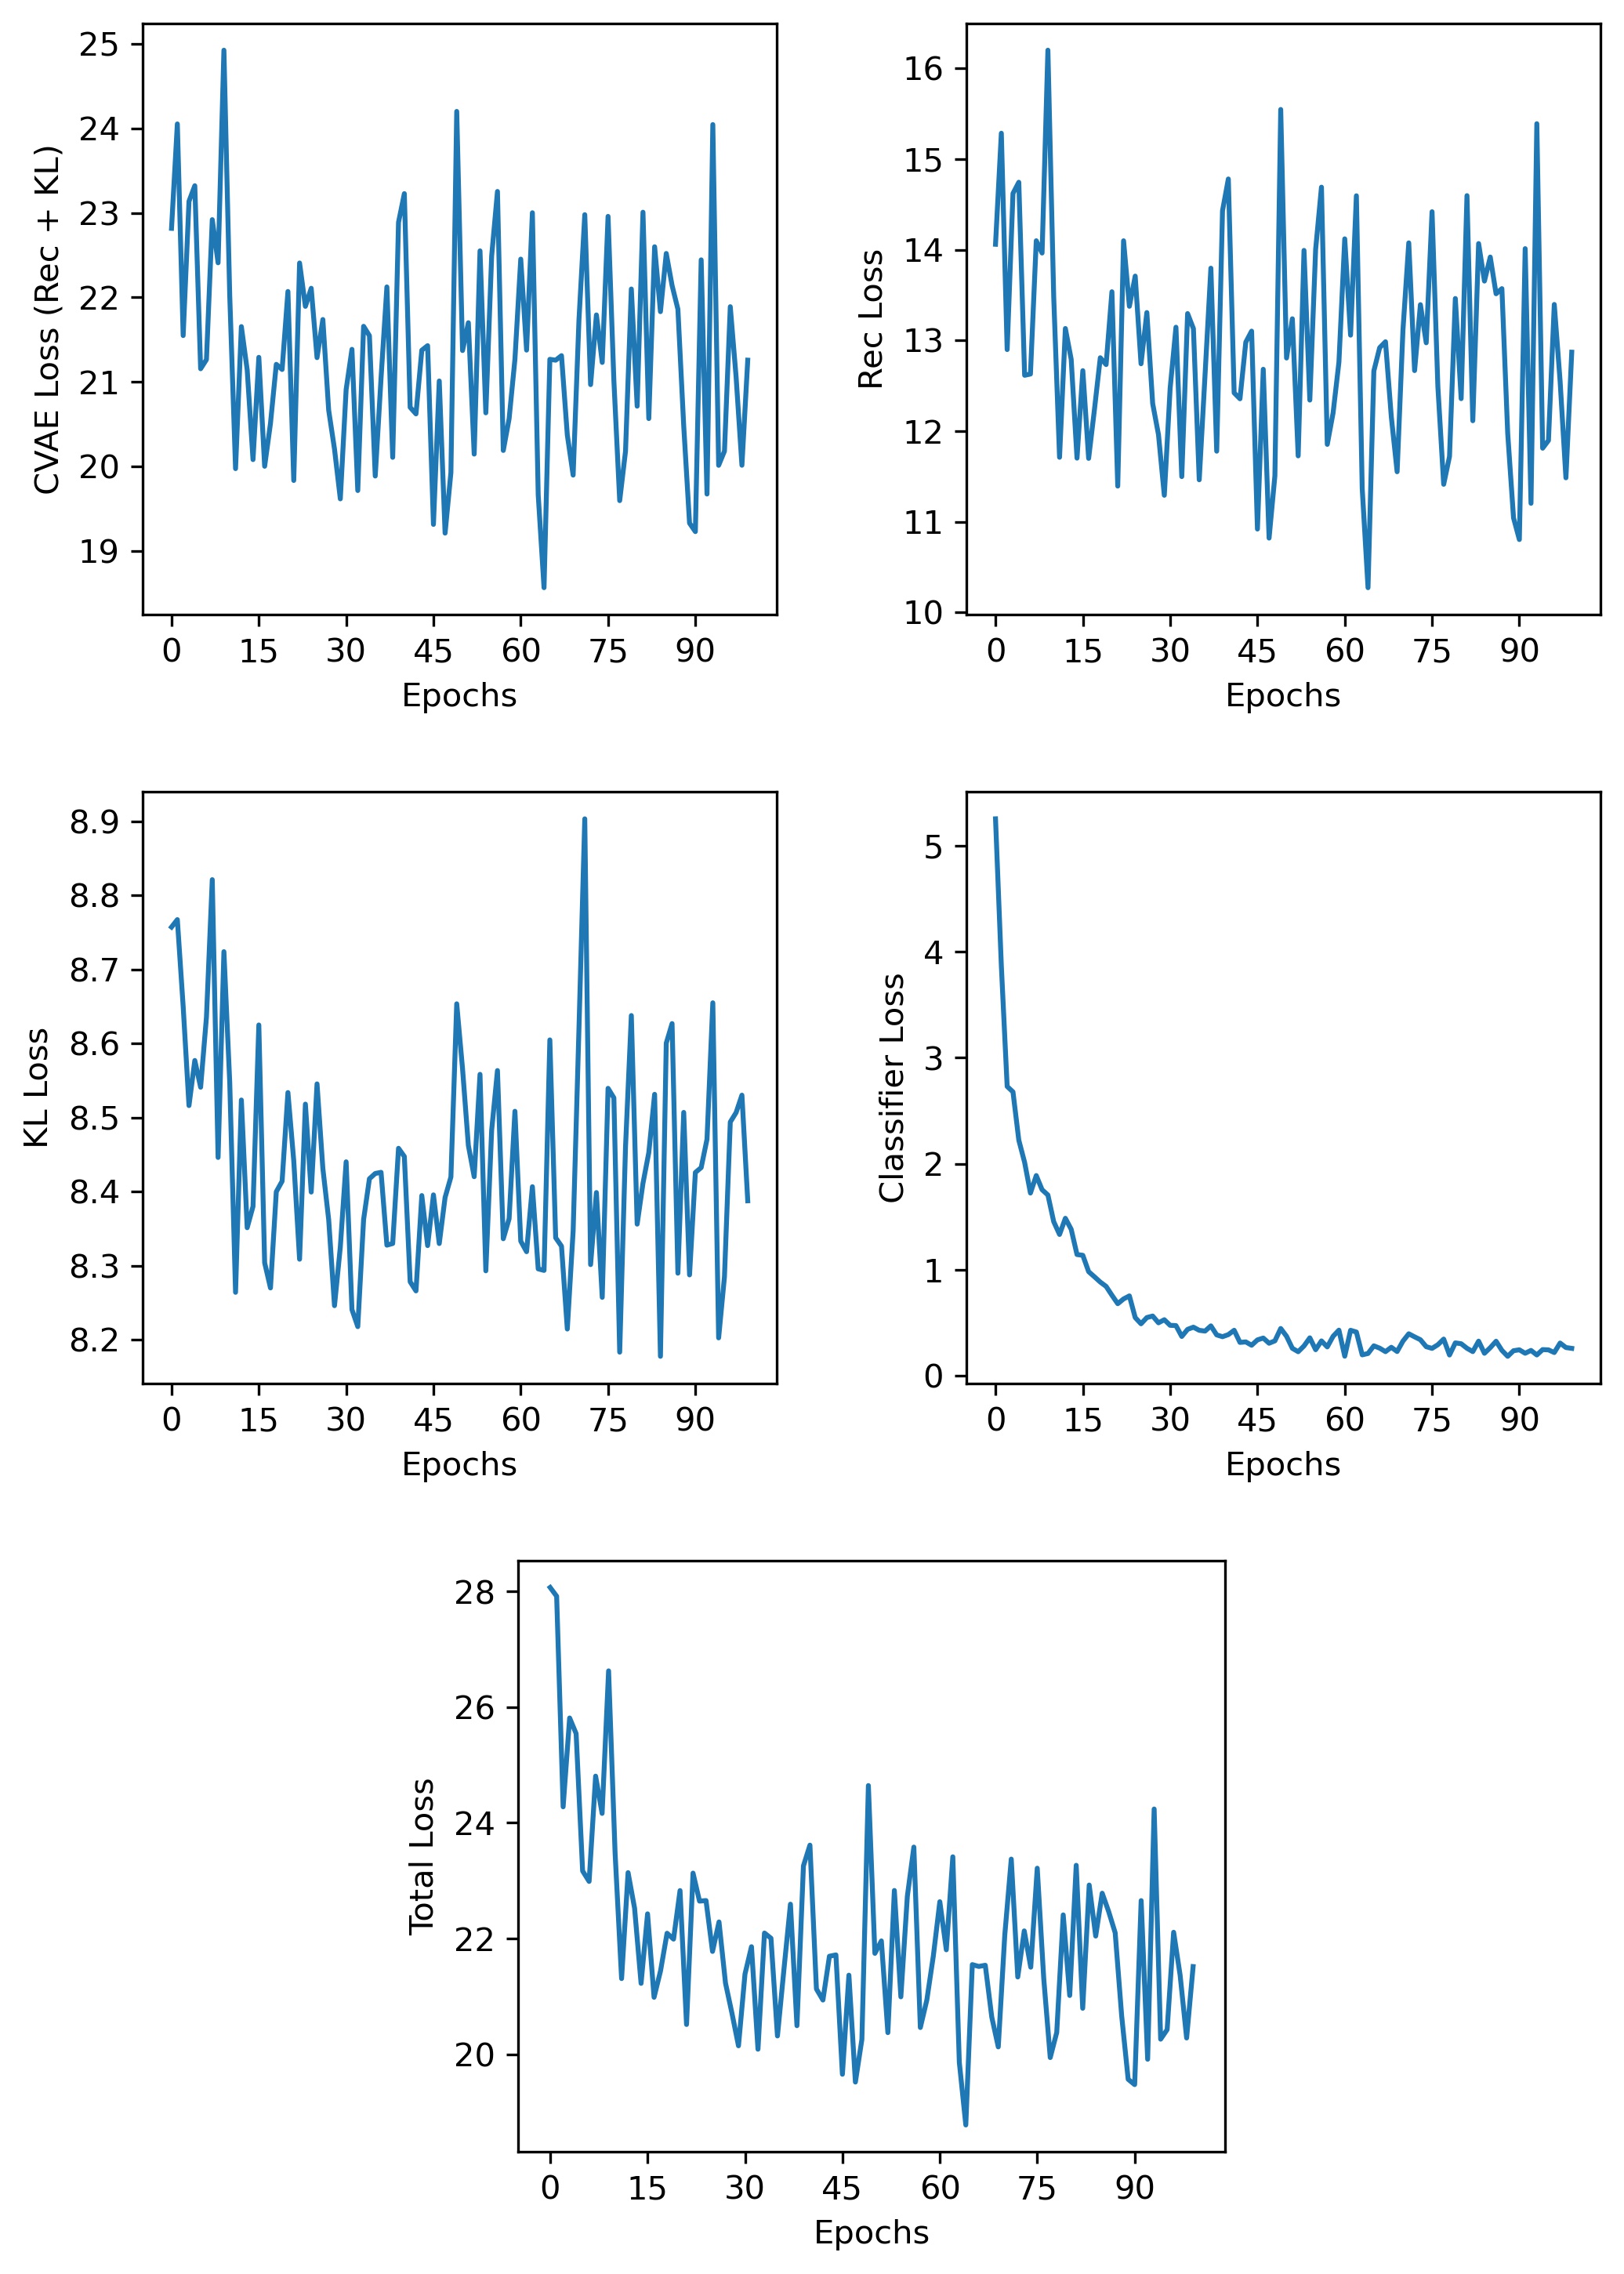 25
24
23
22
21
20
19
CVAE Loss (Rec + KL)
0 15 30 45 60 75 90
Epochs
16
15
14
13
12
11
10
Rec Loss
0 15 30 45 60 75 90
Epochs
8.9
8.8
8.7
8.6
8.5
8.4
8.3
8.2
KL Loss
0 15 30 45 60 75 90
Epochs
5
4
3
2
1
0
Classifier Loss
0 15 30 45 60 75 90
Epochs
28
26
24
22
20
Total Loss
0 15 30 45 60 75 90
Epochs